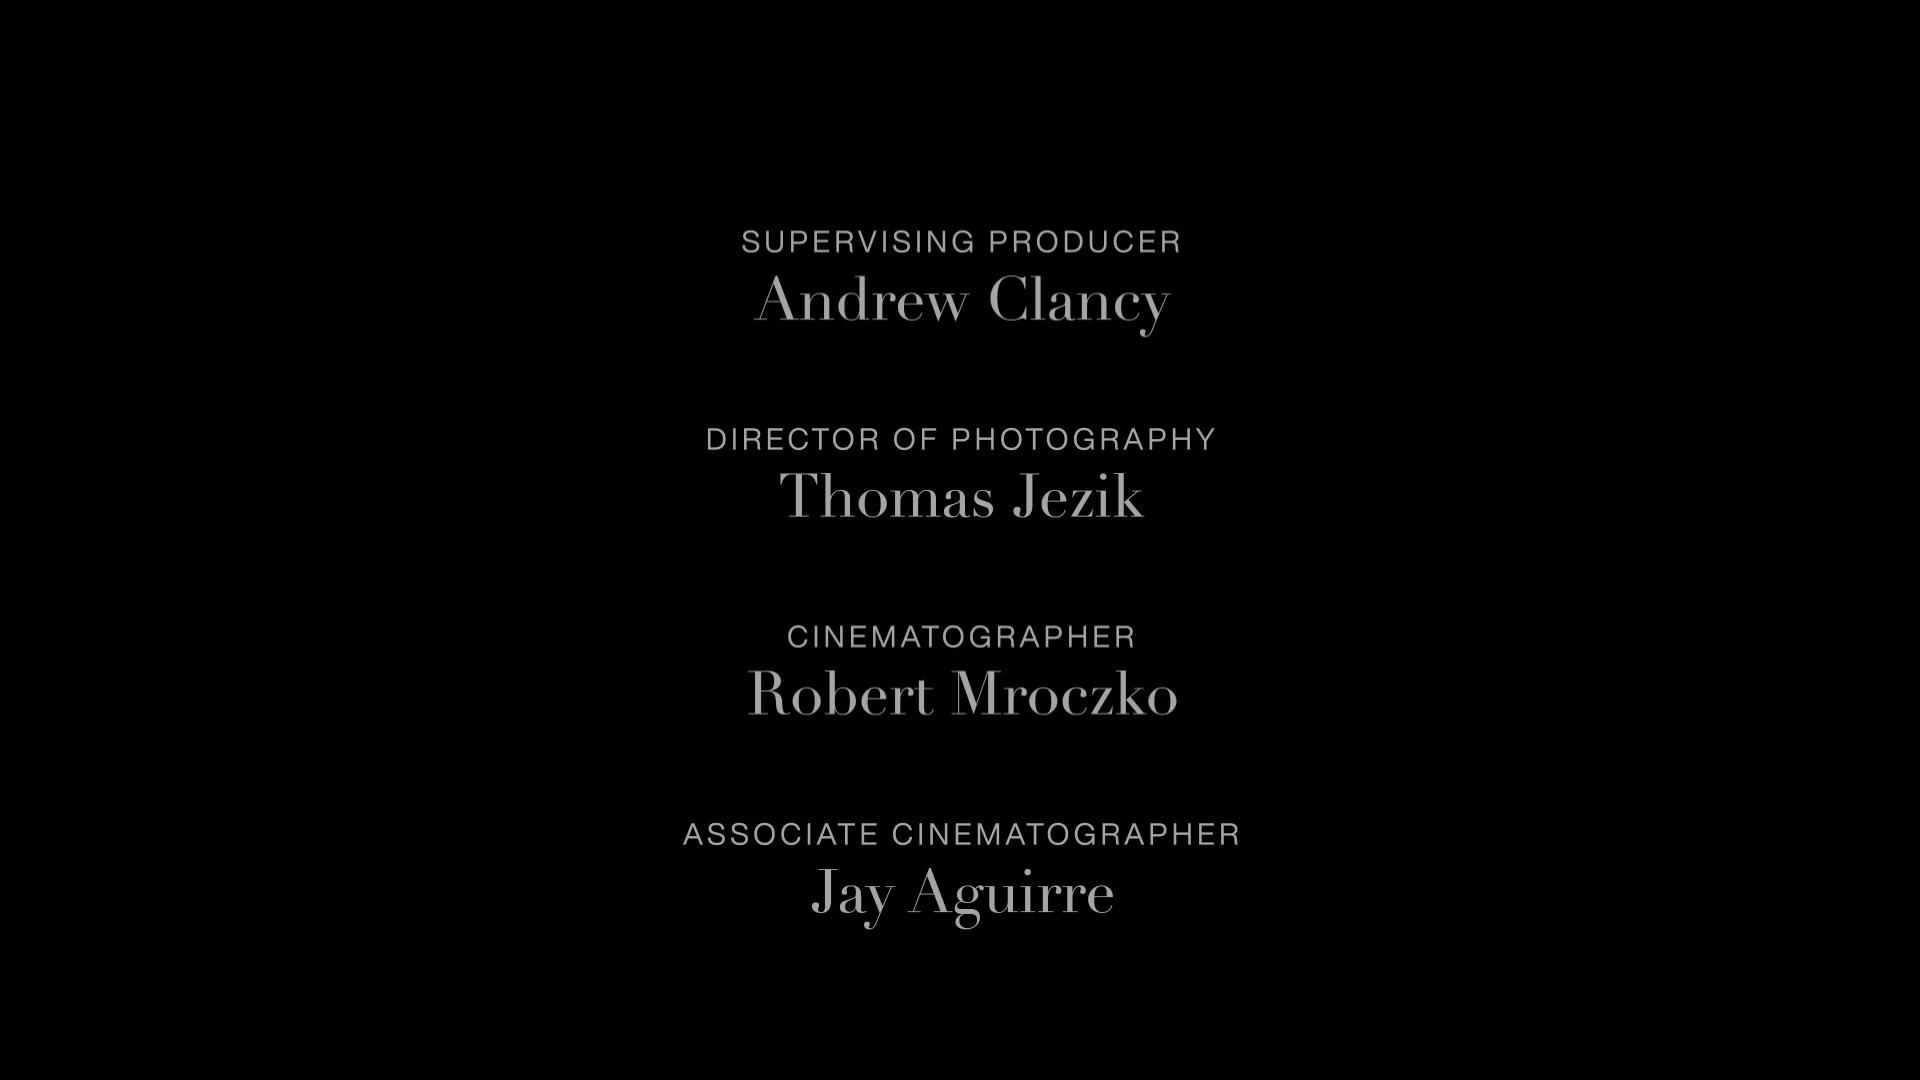 SUPERVISING PRODUCER
Andrew Clancy
DIRECTOR OF PHOTOGRAPHY
Thomas Jezik
CINEMATOGRAPHER
Robert Mroczko
ASSOCIATE CINEMATOGRAPHER
Jay Aguirre